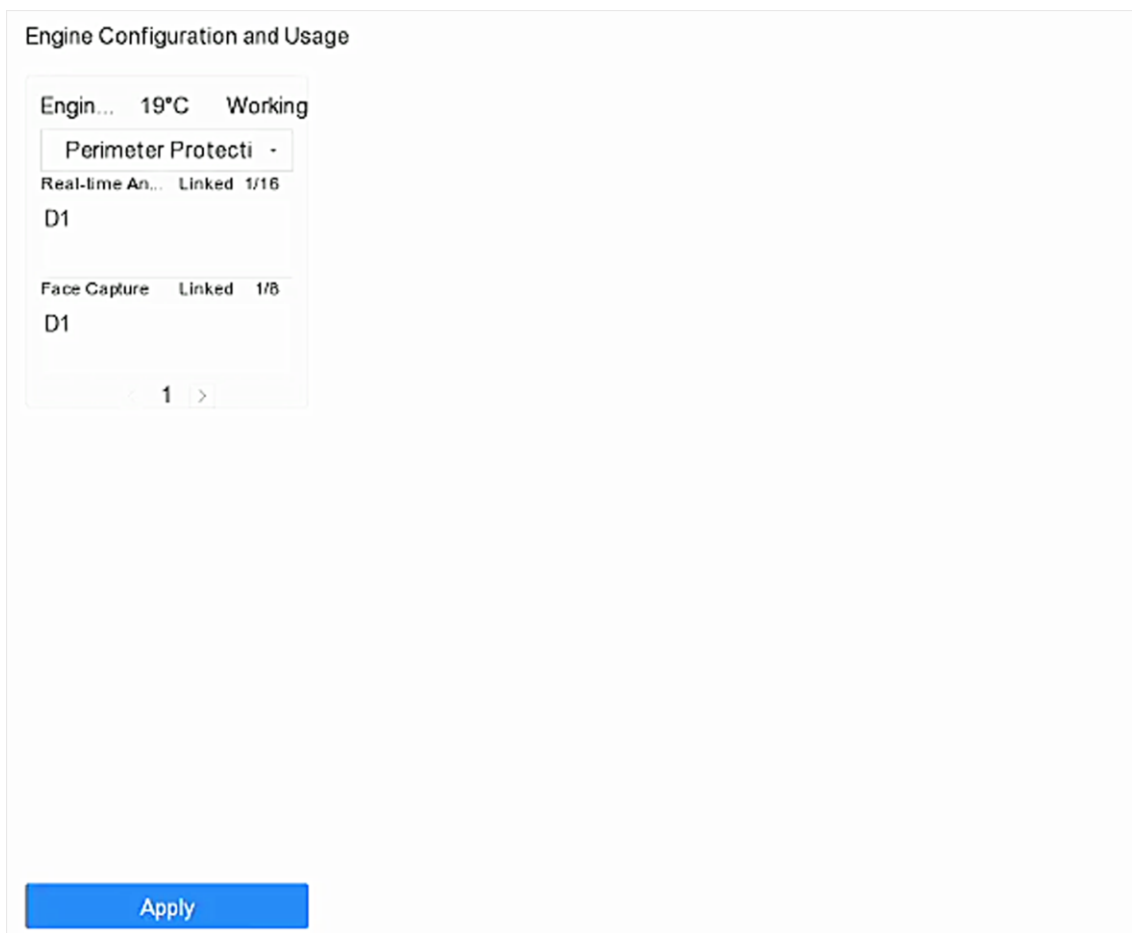 Engine Configuration and Usage
Engin... 19°C Working
Perimeter Protecti
Real-time An... Linked 1/16
D1
Face Capture Linked 1/8
D1
1 >
Apply